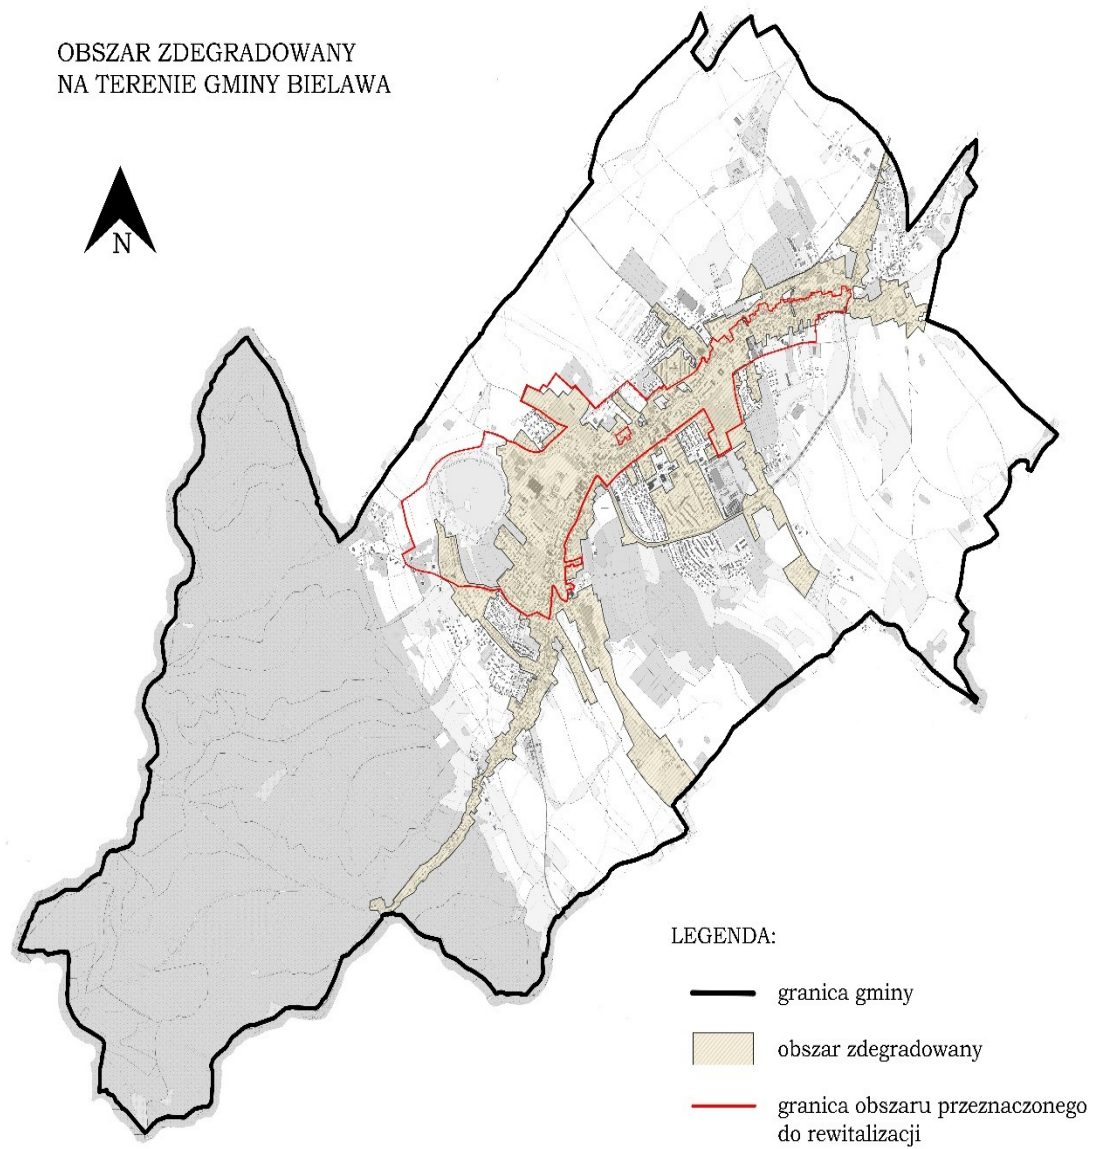 OBSZAR ZDEGRADOWANY
NA TERENIE GMINY BIELAWA
N
LEGENDA:
granica gminy
obszar zdegradowany
granica obszaru przeznaczonego
do rewitalizacji